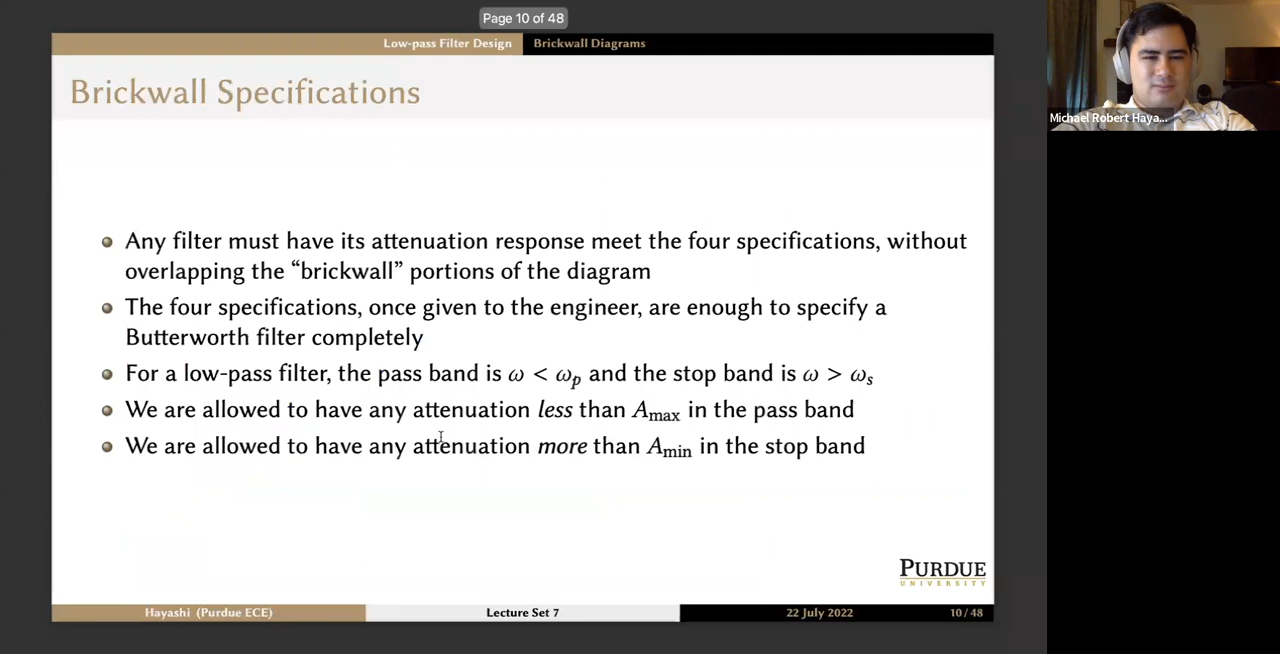 Page 10 of 48
Low-pass Filter Design Brickwall Diagrams
Brickwall Specifications
Any filter must have its attenuation response meet the four specifications, without
overlapping the “brickwall” portions of the diagram
The four specifications, once given to the engineer, are enough to specify a
Butterworth filter completely
For a low-pass filter, the pass band is ω < ωₚ and the stop band is ω > ωₛ
We are allowed to have any attenuation less than Amax in the pass band
We are allowed to have any attenuation more than Amin in the stop band
PURDUE
UNIVERSITY
Hayashi (Purdue ECE) Lecture Set 7 22 July 2022 10 / 48
Michael Robert Haya...